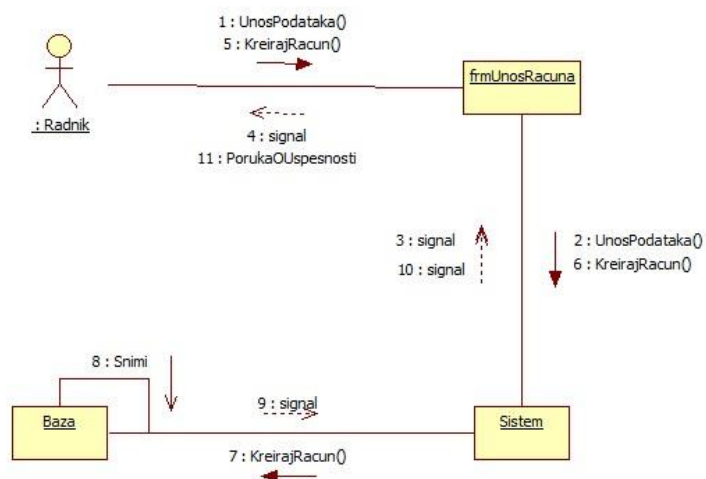 1 : UnosPodataka()
5 : KreirajRacun()
frmUnosRacuna
: Radnik
4 : signal
11 : PorukaOUspesnosti
3 : signal
2 : UnosPodataka()
10 : signal
6 : KreirajRacun()
8 : Snimi
9 : signal
Baza
Sistem
7 : KreirajRacun()